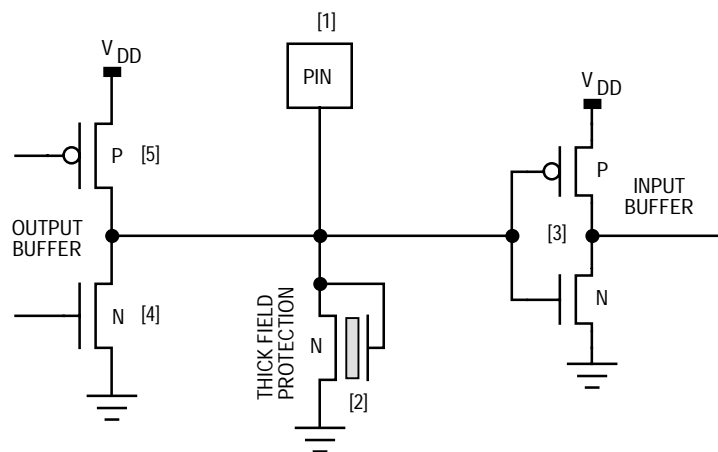 [1]
V DD
PIN
V DD
P [5]
P
INPUT
BUFFER
OUTPUT
BUFFER
[3]
N [4]
N
THICK FIELD
PROTECTION
N
[2]